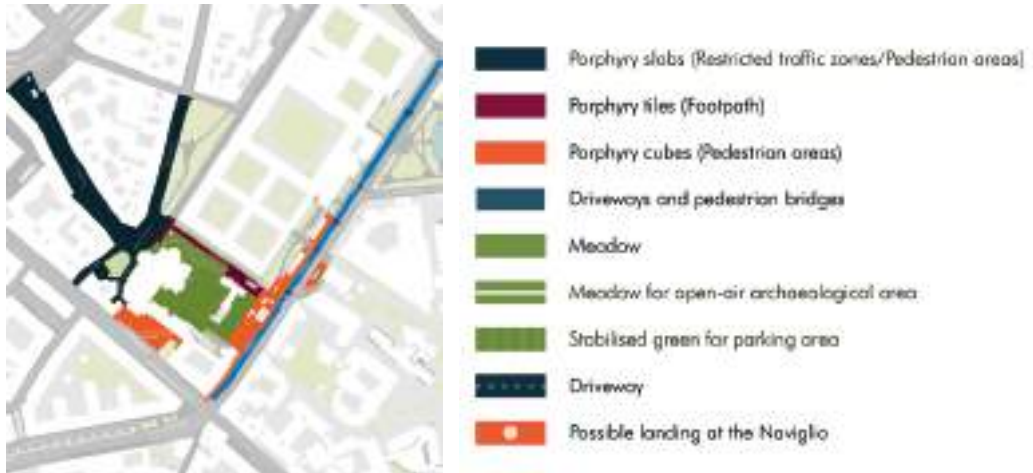 Porphyry slabs (Restricted traffic zones/Pedestrian areas)
Porphyry tiles (Footpath)
Porphyry cubes (Pedestrian areas)
Driveways and pedestrian bridges
Meadow
Meadow for open-air archaeological area
Stabilised green for parking area
Driveway
Possible landing at the Naviglio